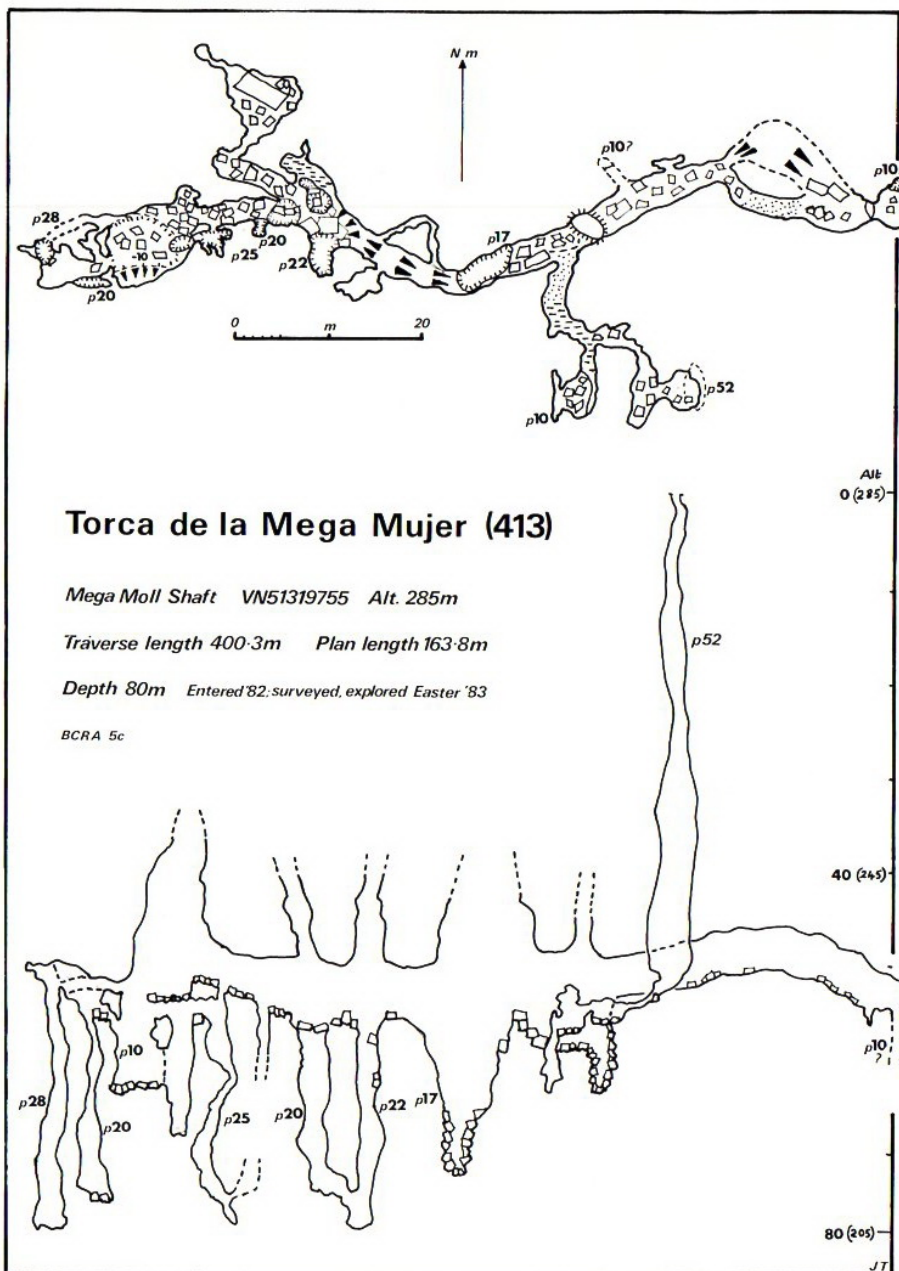 N m
p10?
p10
p28
-10
p20
p25
p20
p22
p17
0 m 20
p10
p52
Alt
0 (285)
Torca de la Mega Mujer (413)
Mega Moll Shaft VN51319755 Alt. 285m
Traverse length 400·3m Plan length 163·8m
Depth 80m Entered '82; surveyed, explored Easter '83
BCRA 5c
p52
40 (245)
p28
p10
p20
p25
p20
p22
p17
p10
?
80 (205)
JT